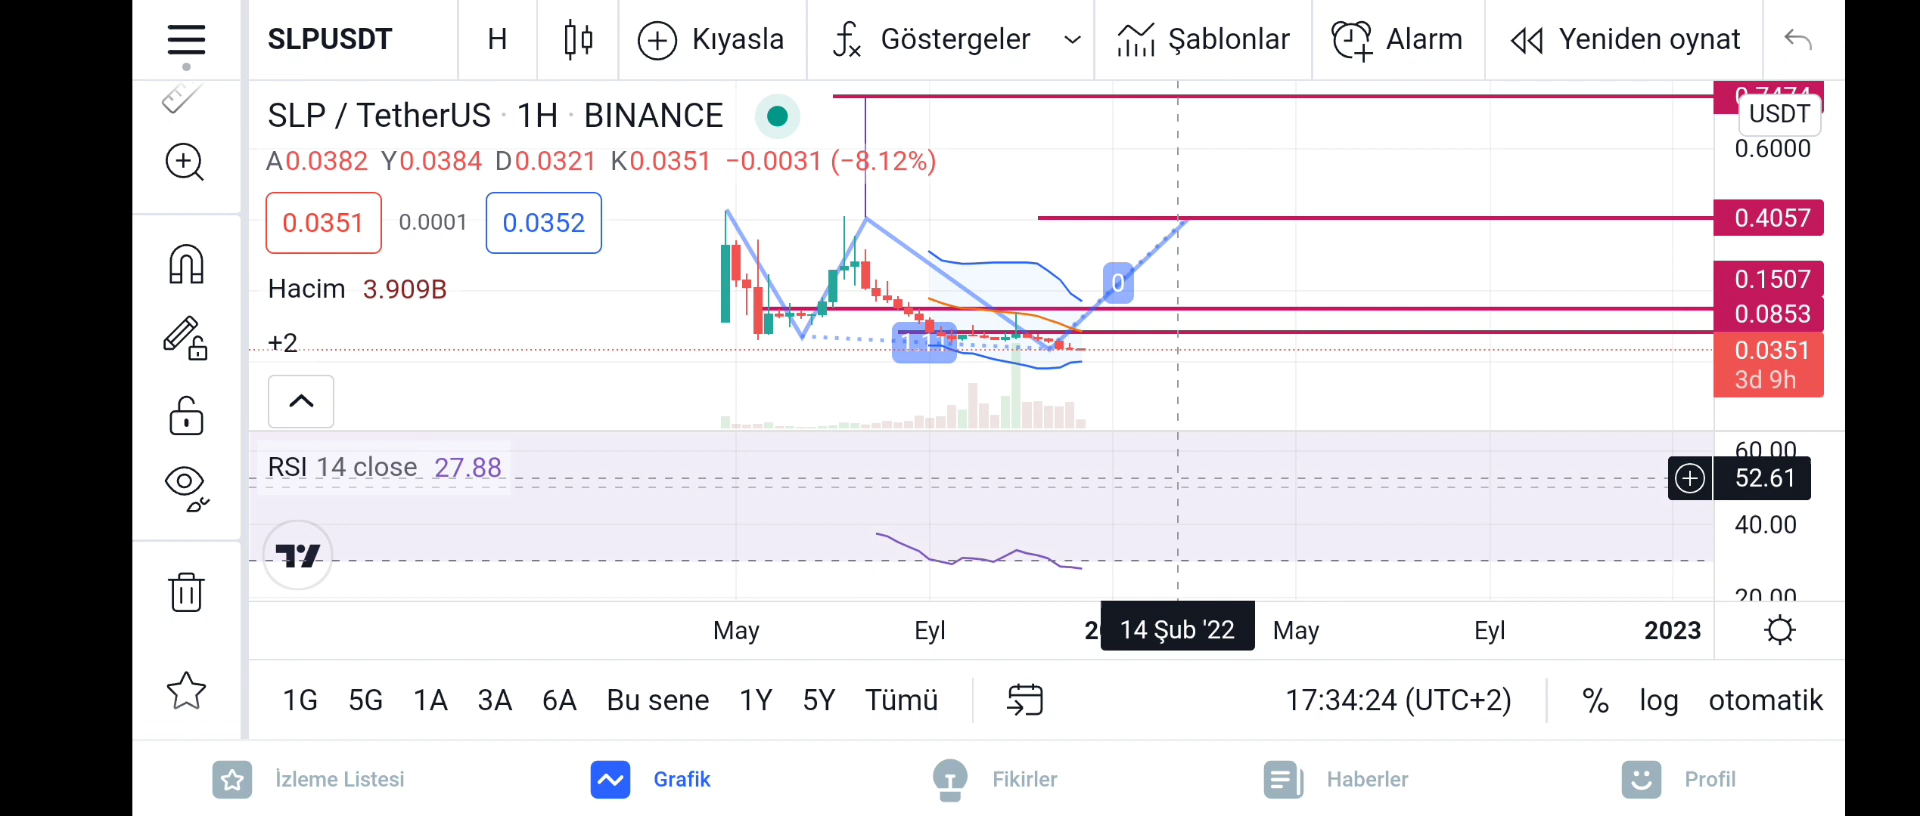 SLPUSDT H Kıyasla Göstergeler Şablonlar Alarm Yeniden oynat
SLP / TetherUS · 1H · BINANCE
USDT
A0.0382 Y0.0384 D0.0321 K0.0351 −0.0031 (−8.12%)
0.6000
0.0351 0.0001 0.0352
0.4057
Hacim 3.909B
0.1507
0
0.0853
+2
0.0351
3d 9h
RSI 14 close 27.88
60.00
52.61
40.00
20.00
May Eyl 14 Şub '22 May Eyl 2023
1G 5G 1A 3A 6A Bu sene 1Y 5Y Tümü 17:34:24 (UTC+2) % log otomatik
İzleme Listesi Grafik Fikirler Haberler Profil